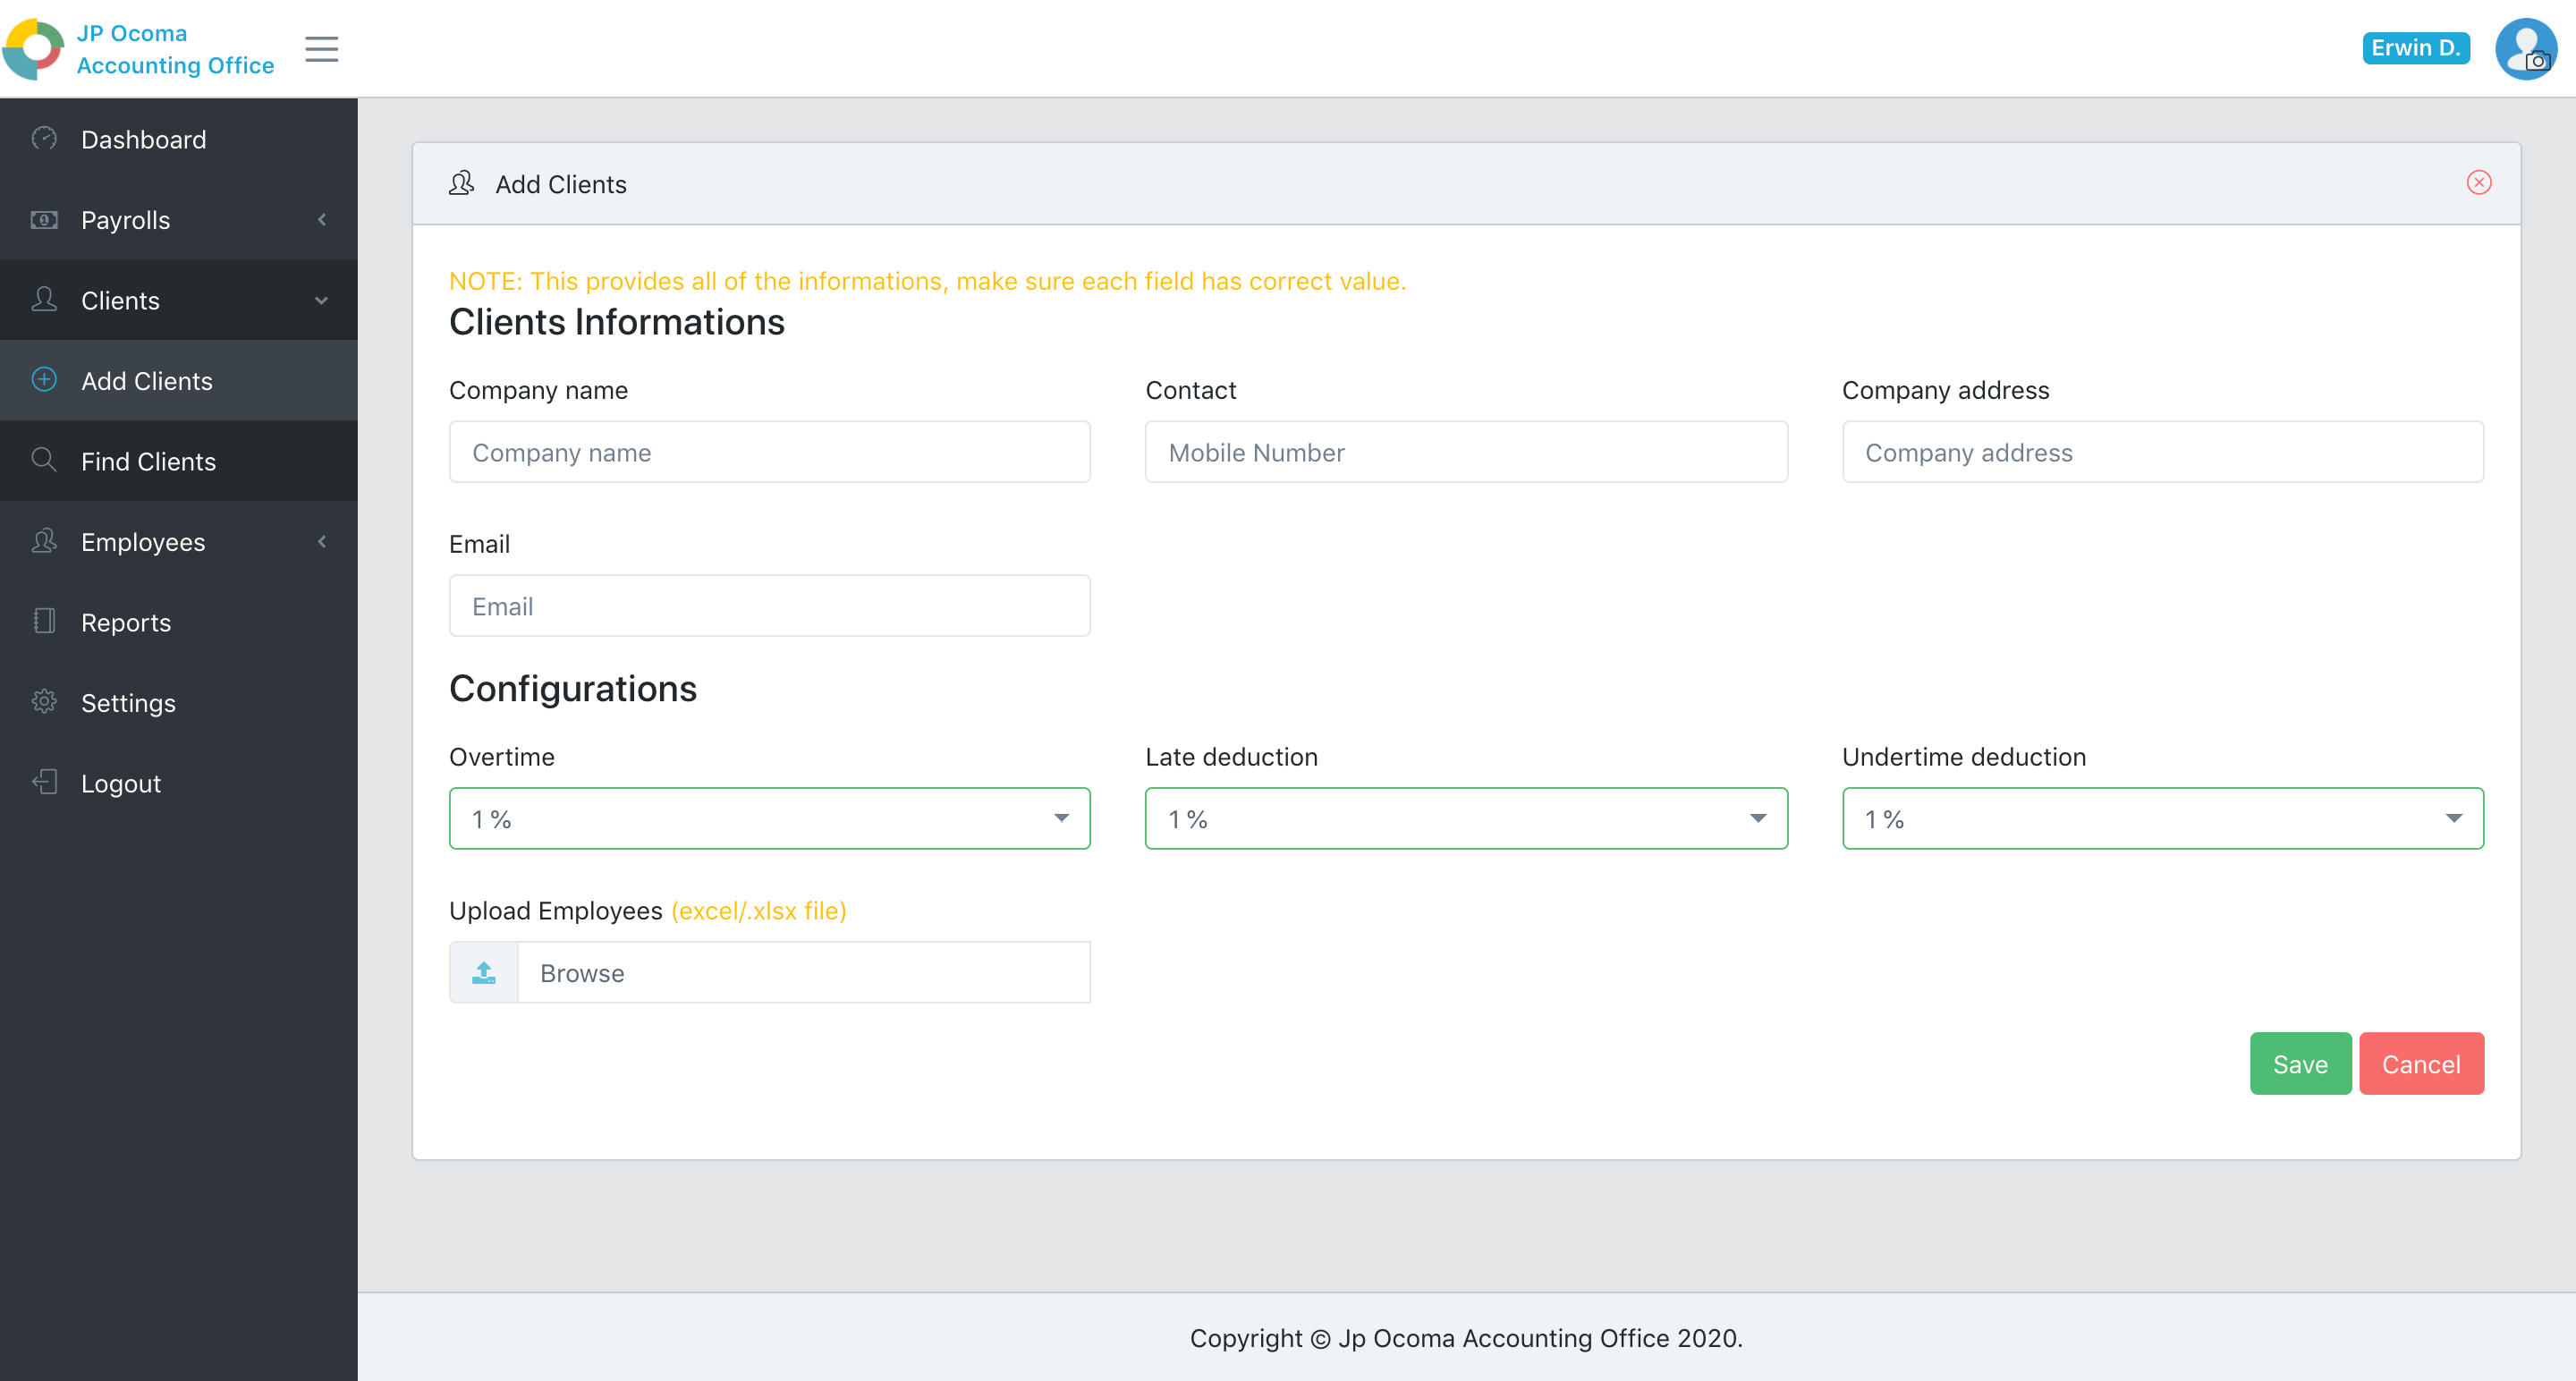 JP Ocoma
Accounting Office
Erwin D.
Dashboard
Payrolls
Clients
Add Clients
Find Clients
Employees
Reports
Settings
Logout
Add Clients
NOTE: This provides all of the informations, make sure each field has correct value.
Clients Informations
Company name
Contact
Company address
Company name
Mobile Number
Company address
Email
Email
Configurations
Overtime
Late deduction
Undertime deduction
1 %
1 %
1 %
Upload Employees (excel/.xlsx file)
Browse
Save
Cancel
Copyright © Jp Ocoma Accounting Office 2020.